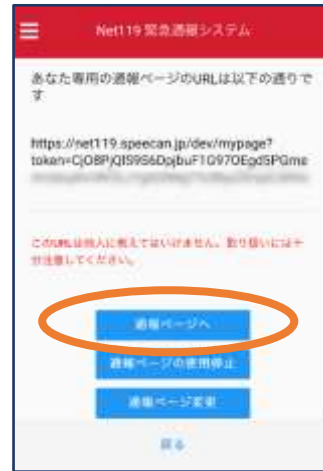 Net119 緊急通報システム
あなた専用の通報ページのURLは以下の通りで
す
https://net119.speecan.jp/dev/mypage?
このURLは他人に教えてはいけません。取り扱いには十
分注意してください。
通報ページへ
通報ページの使用停止
通報ページ変更
戻る